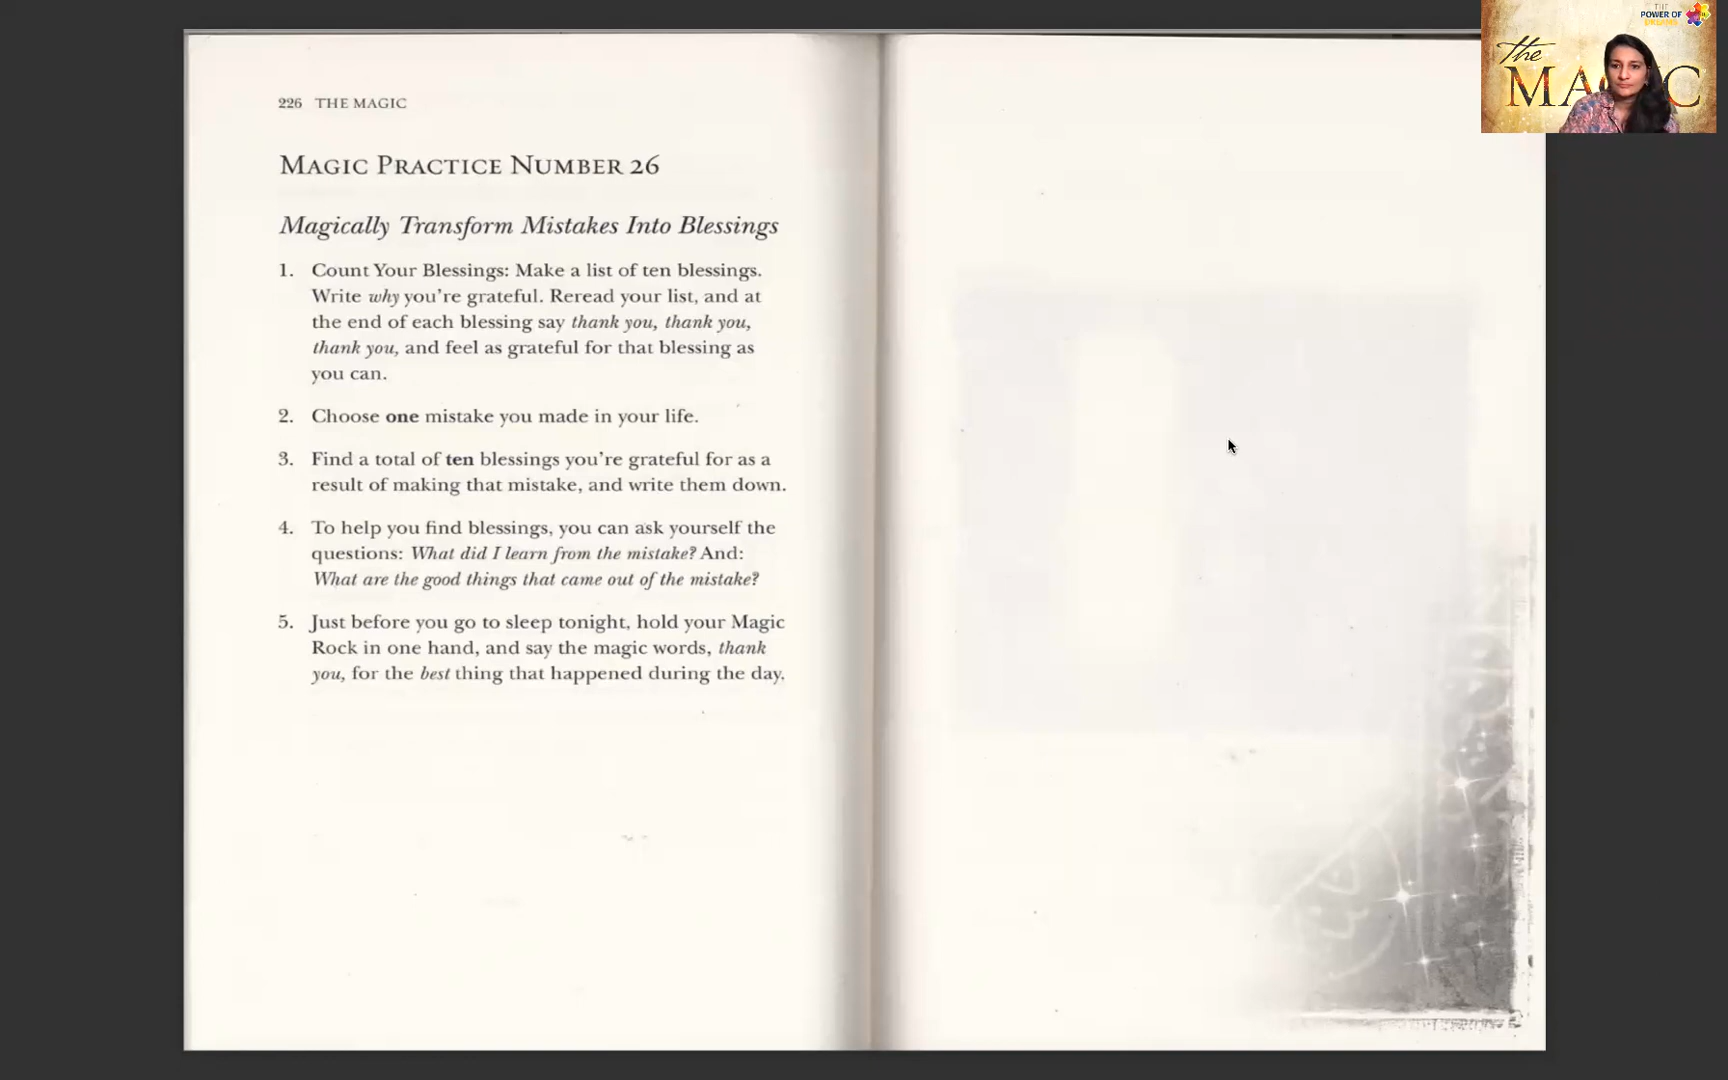 226 THE MAGIC
MAGIC PRACTICE NUMBER 26
Magically Transform Mistakes Into Blessings
1. Count Your Blessings: Make a list of ten blessings.
Write why you’re grateful. Reread your list, and at
the end of each blessing say thank you, thank you,
thank you, and feel as grateful for that blessing as
you can.
2. Choose one mistake you made in your life.
3. Find a total of ten blessings you’re grateful for as a
result of making that mistake, and write them down.
4. To help you find blessings, you can ask yourself the
questions: What did I learn from the mistake? And:
What are the good things that came out of the mistake?
5. Just before you go to sleep tonight, hold your Magic
Rock in one hand, and say the magic words, thank
you, for the best thing that happened during the day.
THE
POWER OF
DREAMS
the
MAGIC